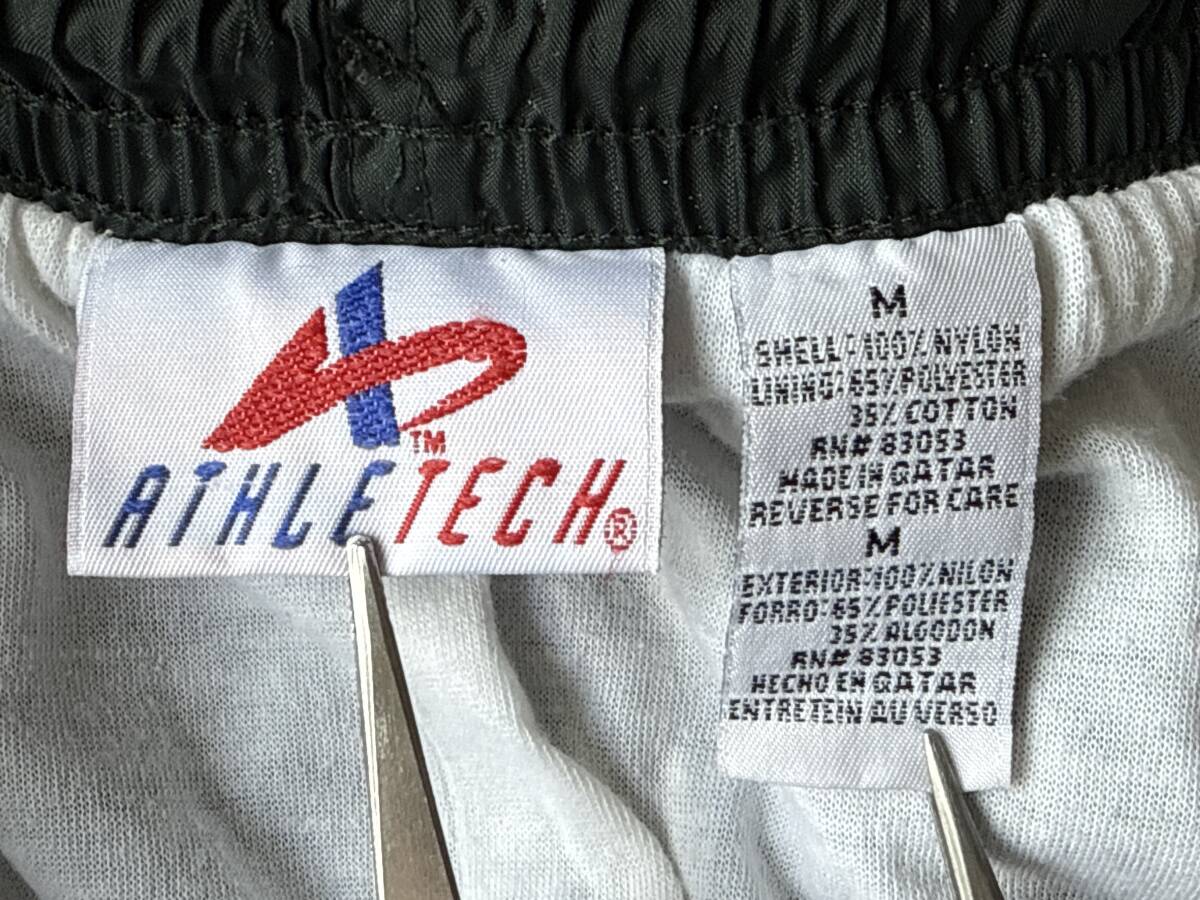 TM
ATHLETECH®
M
SHELL:100%NYLON
LINING:65%POLYESTER
35% COTTON
RN# 83053
MADE IN QATAR
REVERSE FOR CARE
M
EXTERIOR:100%NILON
FORRO:65%POLIESTER
35% ALGODON
RN# 83053
HECHO EN QATAR
ENTRETEIN AU VERSO